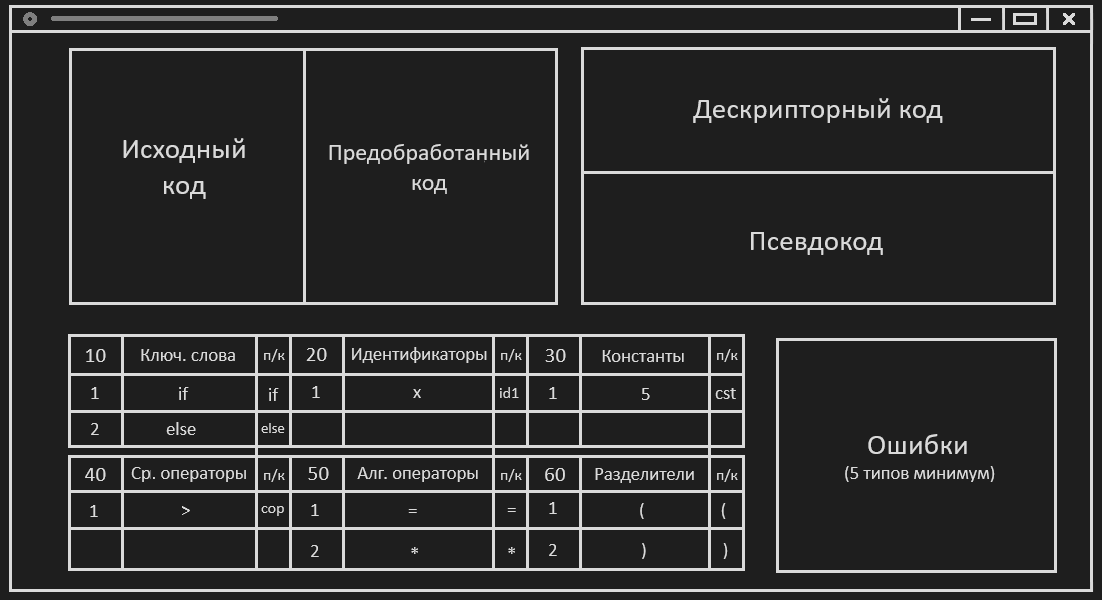 Исходный
код
Предобработанный
код
Дескрипторный код
Псевдокод
10 Ключ. слова п/к 20 Идентификаторы п/к 30 Константы п/к
1 if if 1 x id1 1 5 cst
2 else else
40 Ср. операторы п/к 50 Алг. операторы п/к 60 Разделители п/к
1 > cop 1 = = 1 ( (
2 * * 2 ) )
Ошибки
(5 типов минимум)